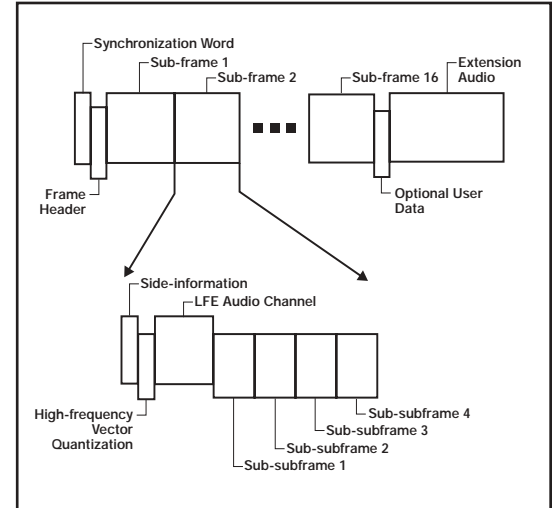 Synchronization Word
Sub-frame 1
Sub-frame 2
Sub-frame 16
Extension
Audio
Frame
Header
Optional User
Data
Side-information
LFE Audio Channel
High-frequency
Vector
Quantization
Sub-subframe 4
Sub-subframe 3
Sub-subframe 2
Sub-subframe 1